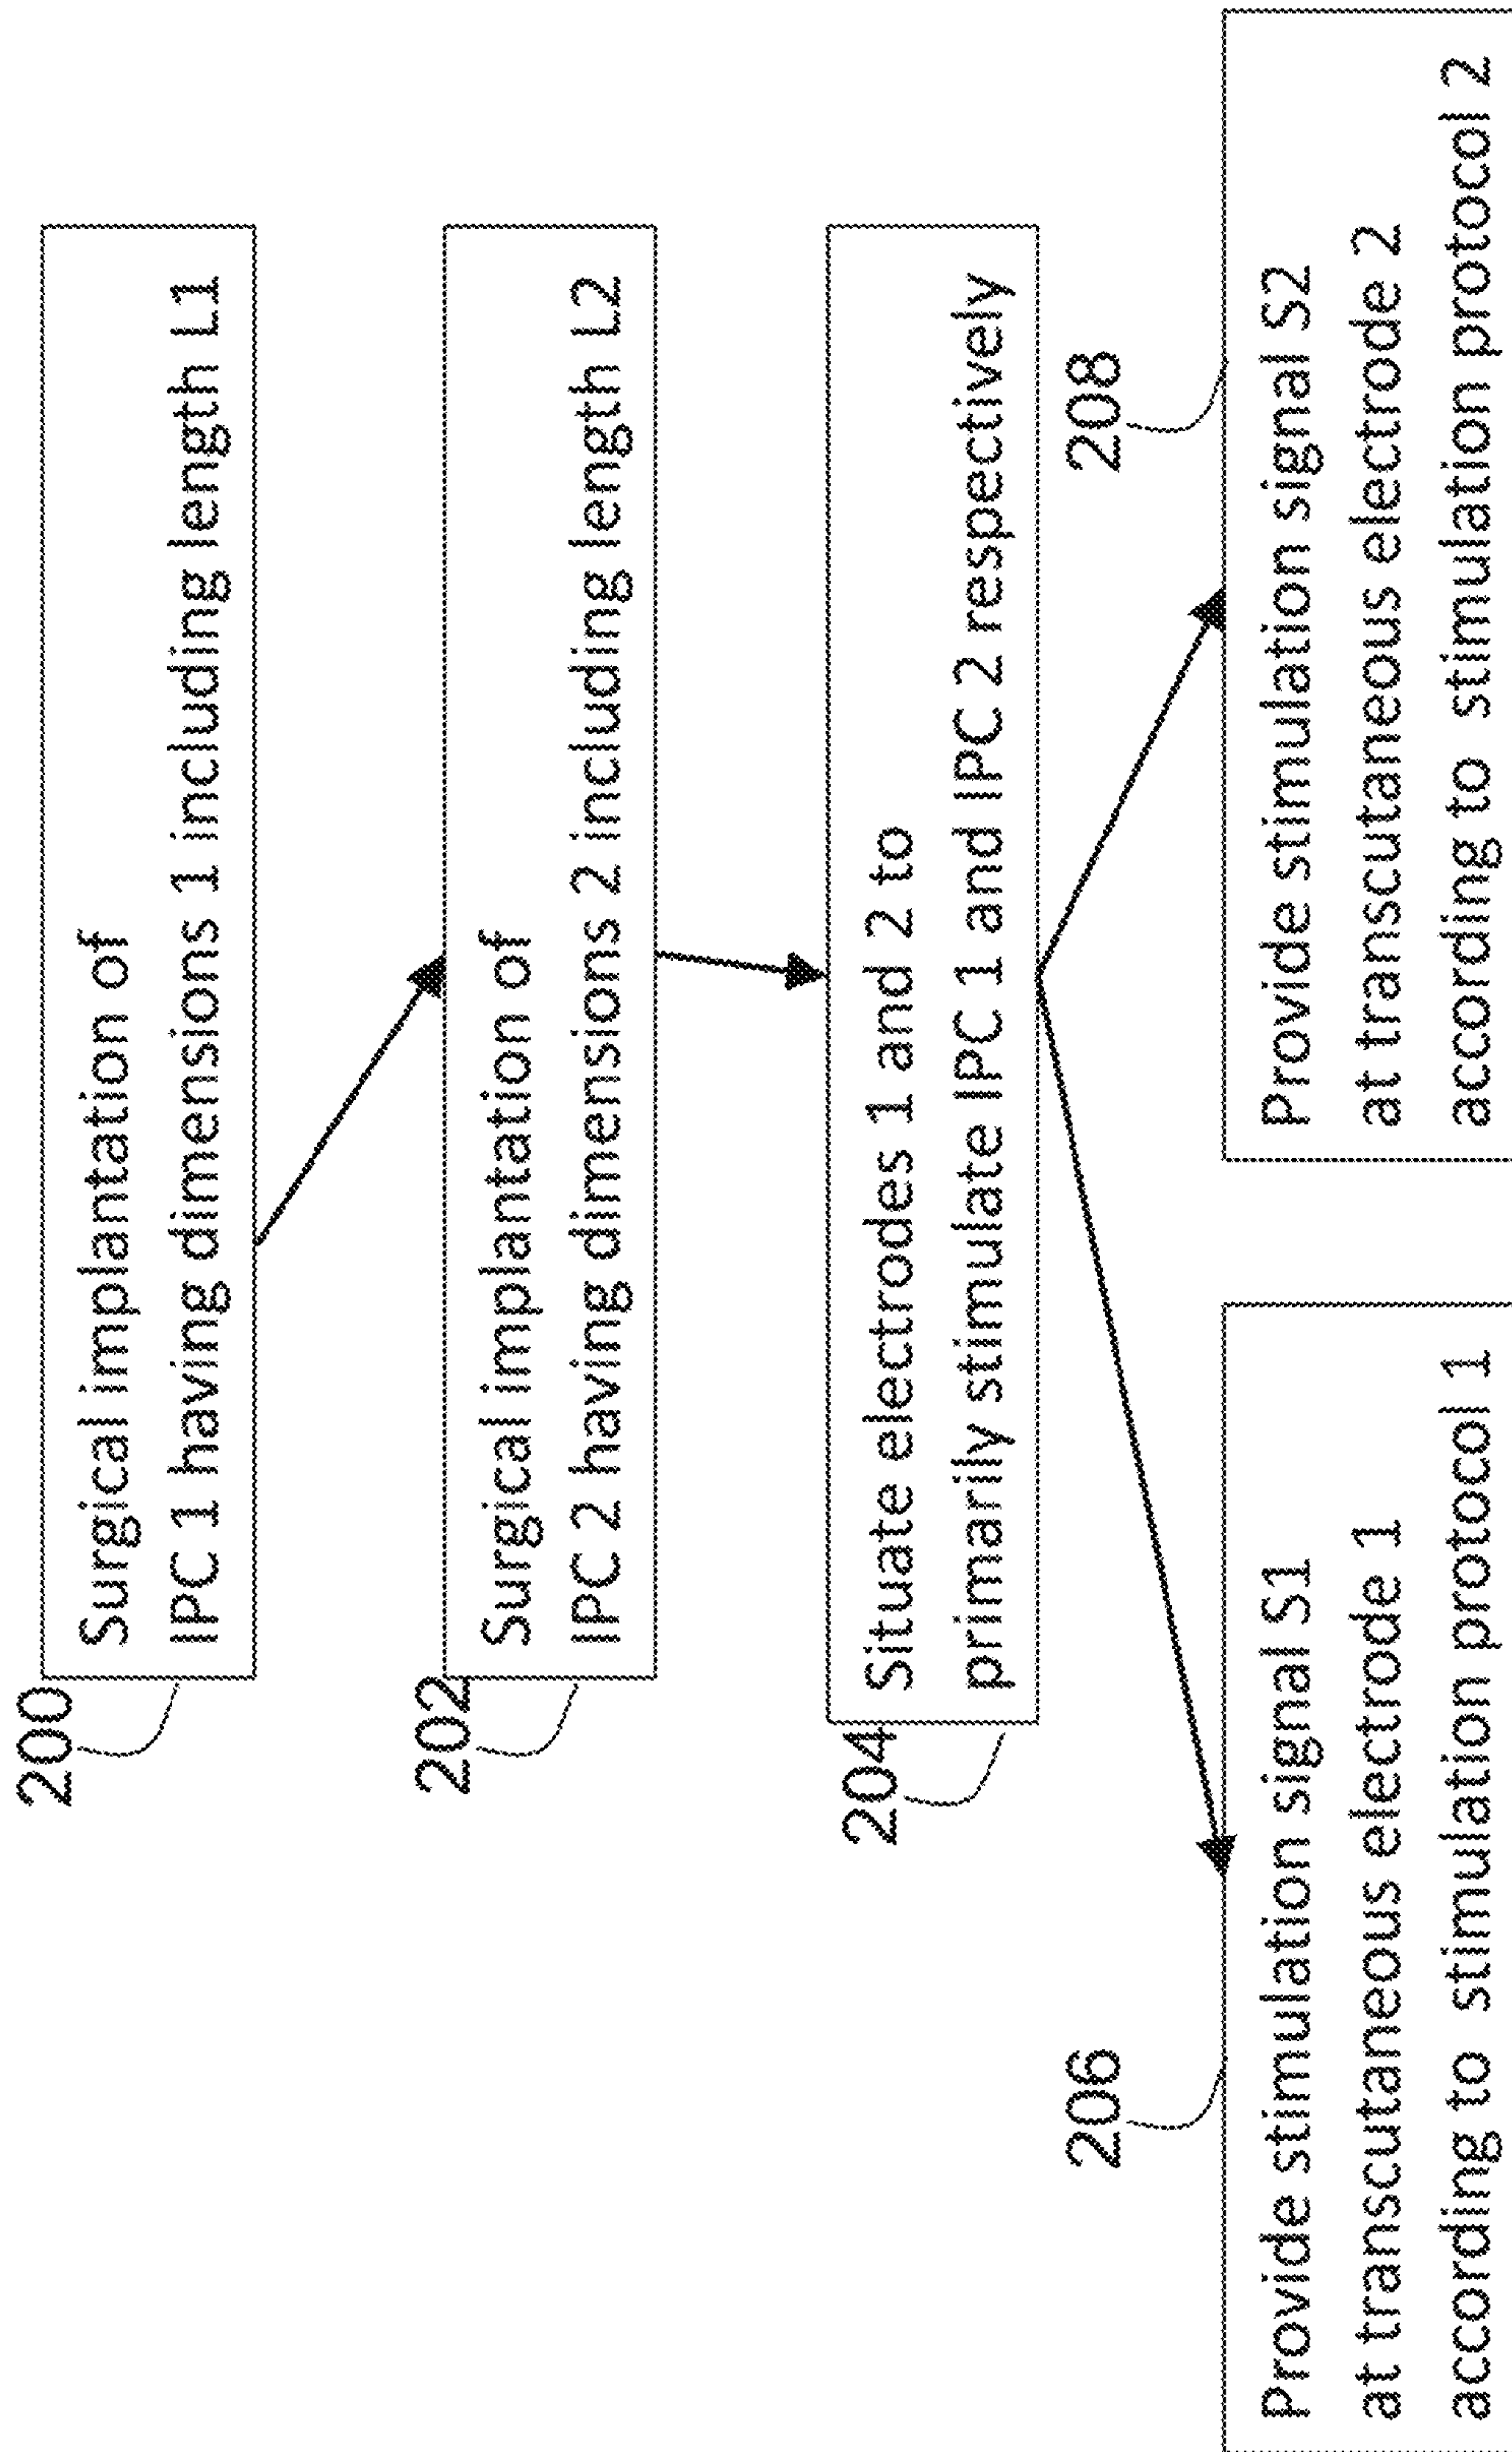 200
Surgical implantation of
IPC 1 having dimensions 1 including length L1
202
Surgical implantation of
IPC 2 having dimensions 2 including length L2
204
Situate electrodes 1 and 2 to
primarily stimulate IPC 1 and IPC 2 respectively
206
Provide stimulation signal S1
at transcutaneous electrode 1
according to stimulation protocol 1
208
Provide stimulation signal S2
at transcutaneous electrode 2
according to stimulation protocol 2